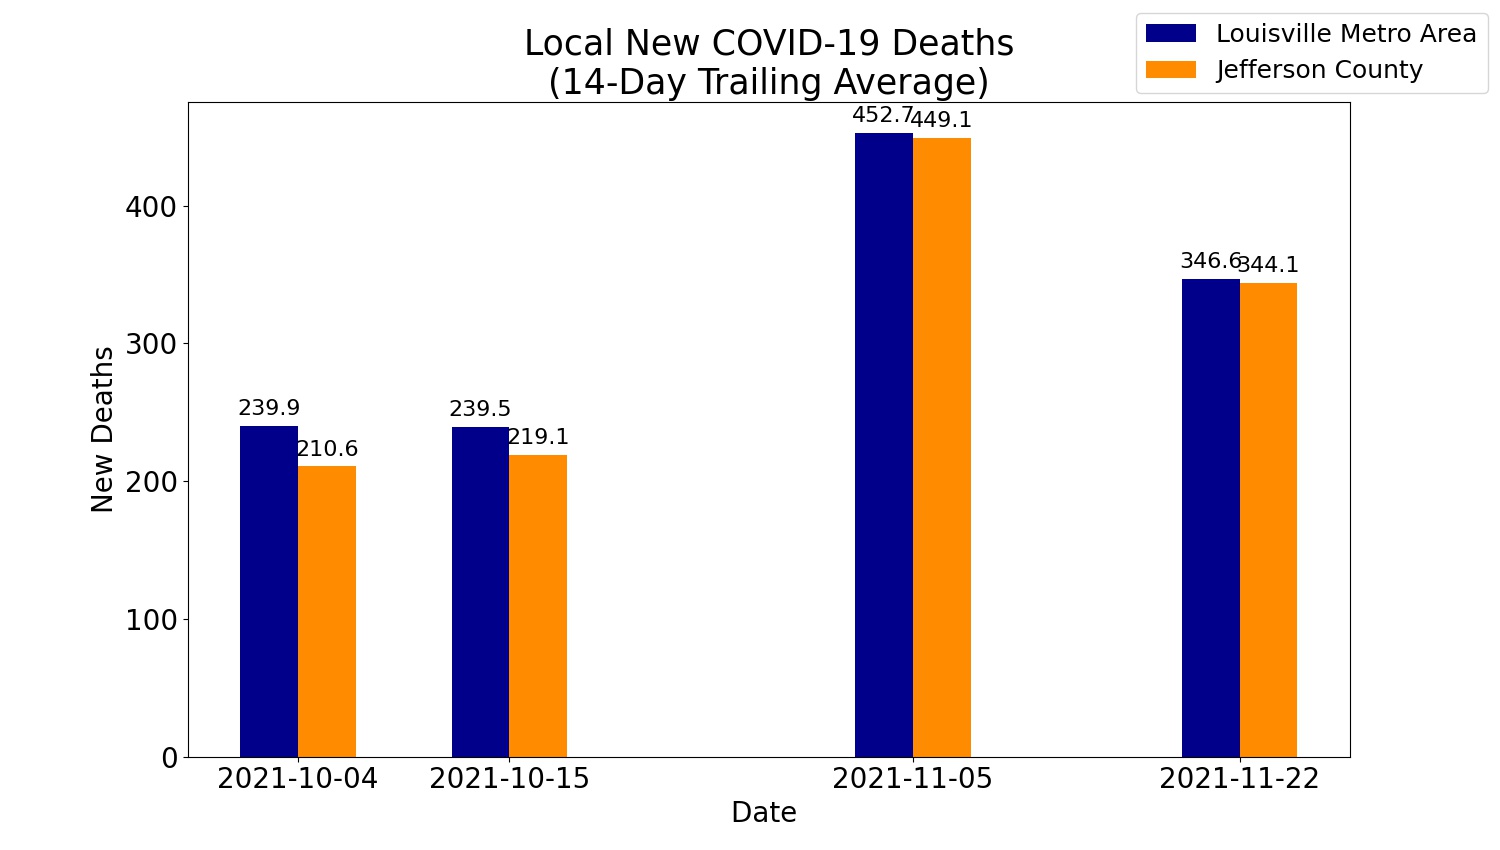 Local New COVID-19 Deaths
(14-Day Trailing Average)
Louisville Metro Area
Jefferson County
New Deaths
400
300
200
100
0
239.9
210.6
239.5
219.1
452.7
449.1
346.6
344.1
2021-10-04
2021-10-15
2021-11-05
2021-11-22
Date